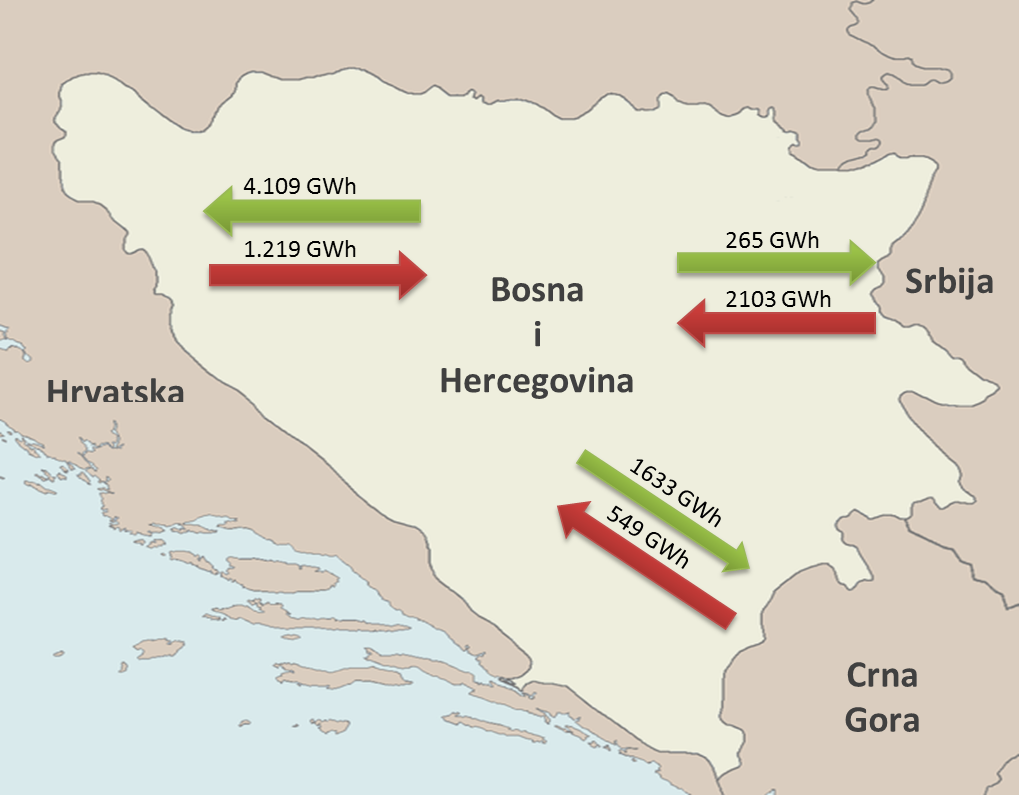 4.109 GWh
1.219 GWh
265 GWh
2103 GWh
Bosna
i
Hercegovina
Srbija
Hrvatska
1633 GWh
549 GWh
Crna
Gora